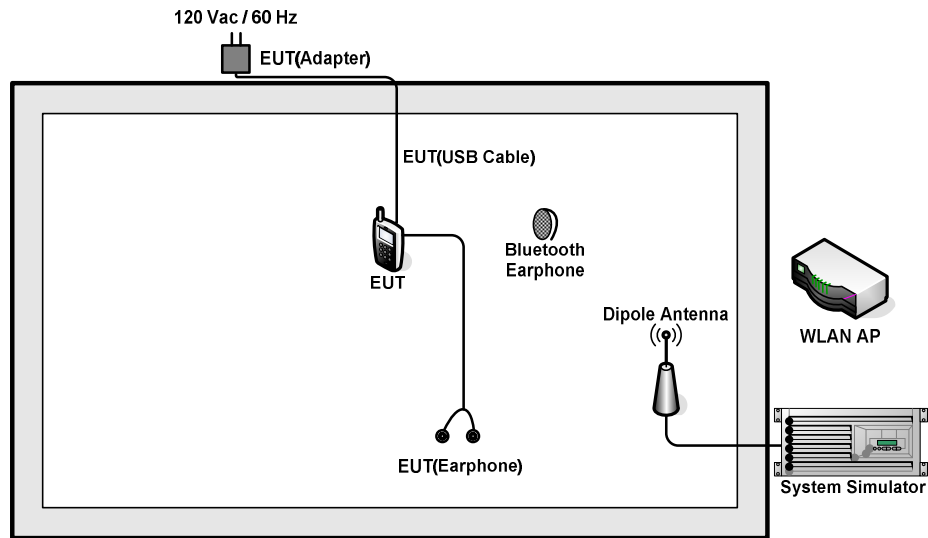 120 Vac / 60 Hz
EUT(Adapter)
EUT(USB Cable)
EUT
Bluetooth
Earphone
Dipole Antenna
WLAN AP
EUT(Earphone)
System Simulator